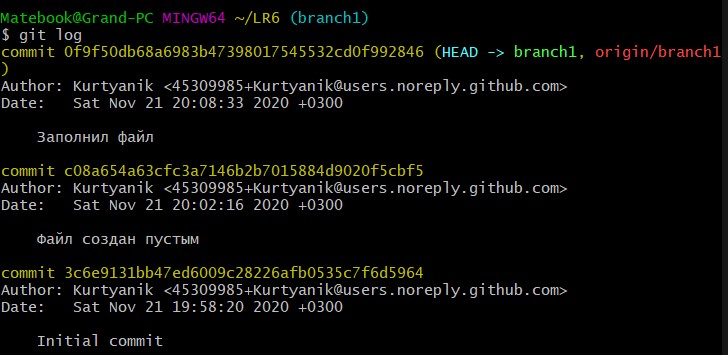 Matebook@Grand-PC MINGW64 ~/LR6 (branch1)
$ git log
commit 0f9f50db68a6983b47398017545532cd0f992846 (HEAD -> branch1, origin/branch1
)
Author: Kurtyanik <45309985+Kurtyanik@users.noreply.github.com>
Date:   Sat Nov 21 20:08:33 2020 +0300
    Заполнил файл
commit c08a654a63cfc3a7146b2b7015884d9020f5cbf5
Author: Kurtyanik <45309985+Kurtyanik@users.noreply.github.com>
Date:   Sat Nov 21 20:02:16 2020 +0300
    Файл создан пустым
commit 3c6e9131bb47ed6009c28226afb0535c7f6d5964
Author: Kurtyanik <45309985+Kurtyanik@users.noreply.github.com>
Date:   Sat Nov 21 19:58:20 2020 +0300
    Initial commit